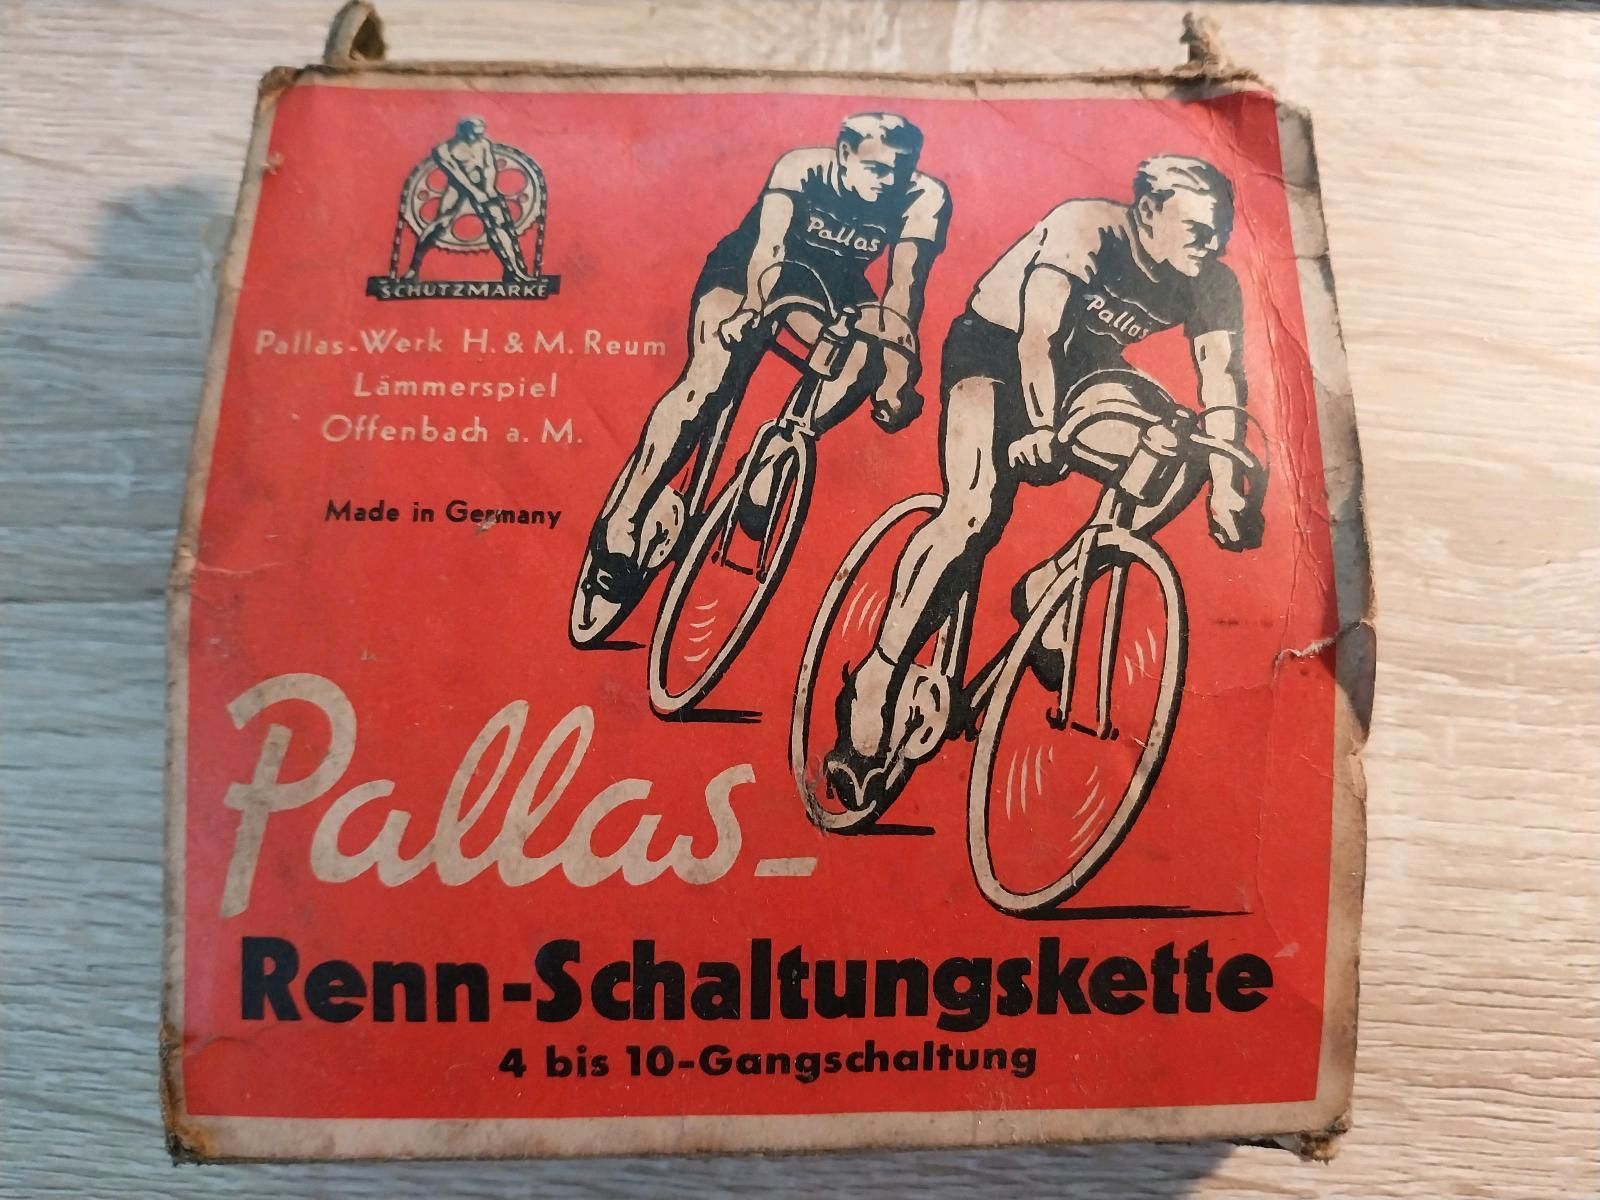 SCHUTZMARKE
Pallas-Werk H. & M. Reum
Lämmerspiel
Offenbach a. M.
Made in Germany
Pallas
Pallas
Pallas-
Renn-Schaltungskette
4 bis 10-Gangschaltung